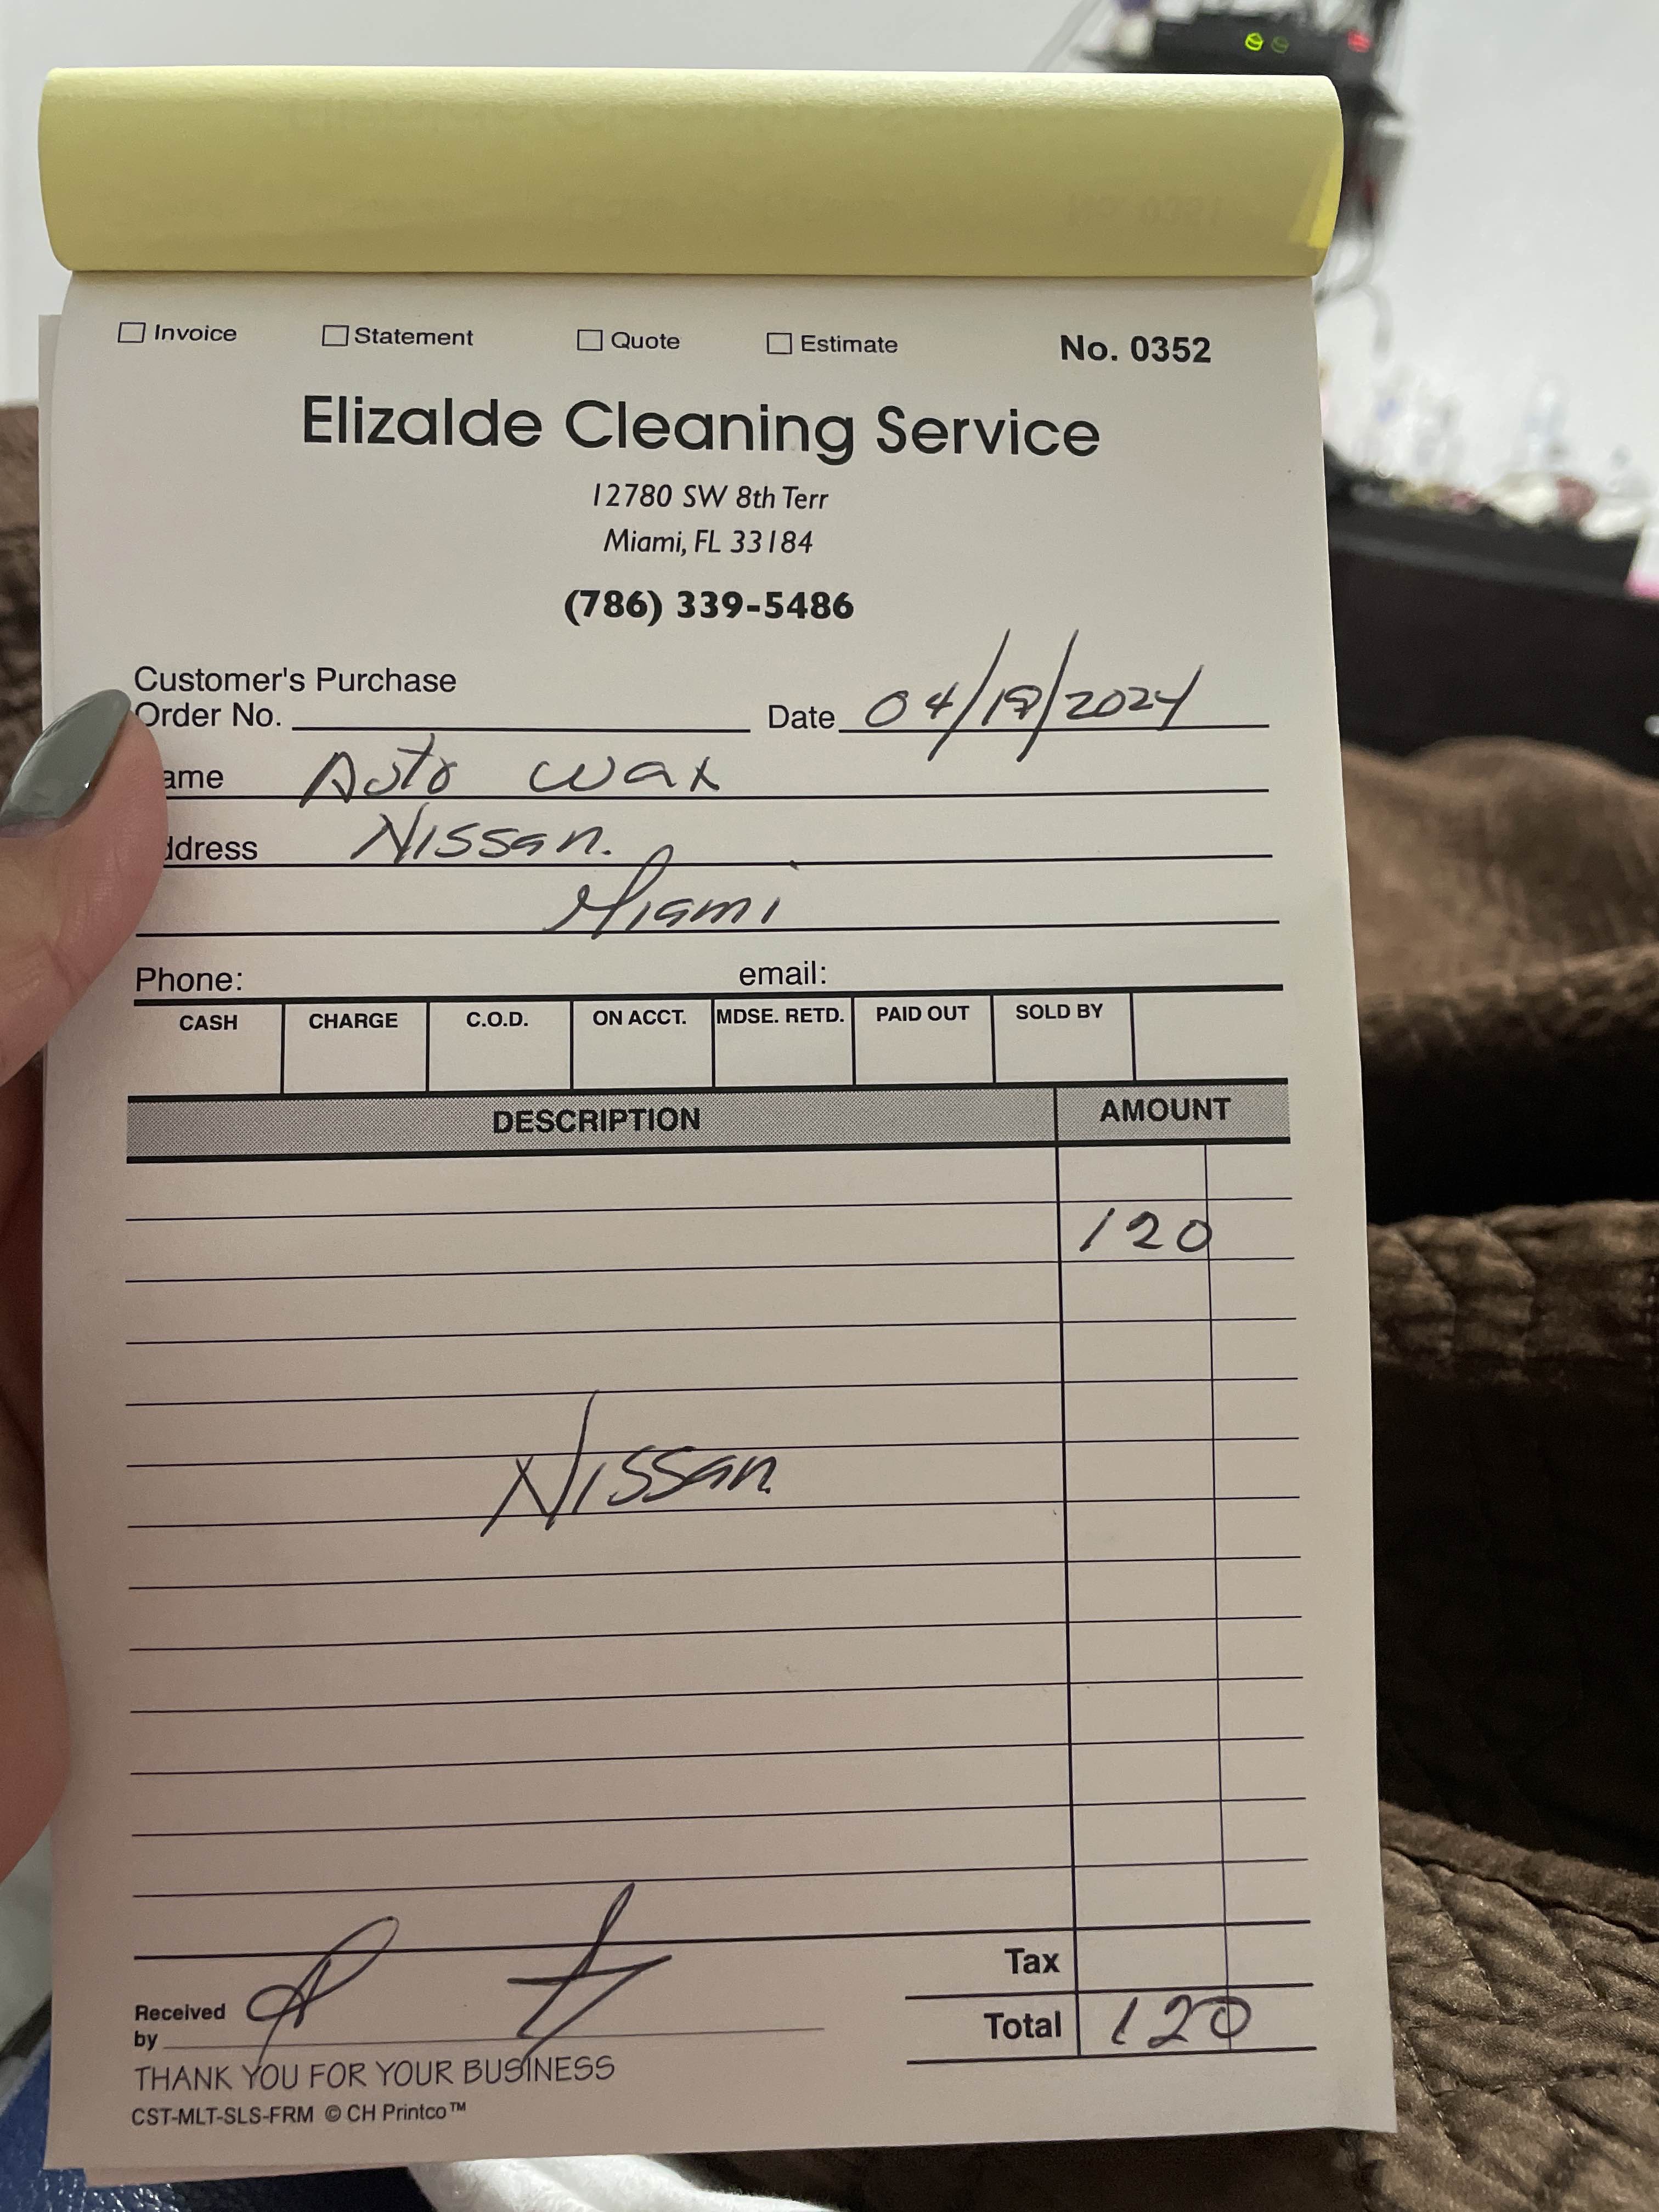 Invoice Statement Quote Estimate No. 0352
Elizalde Cleaning Service
12780 SW 8th Terr
Miami, FL 33184
(786) 339-5486
Customer's Purchase
Order No. Date 04/18/2024
ame Auto wax
ddress Nissan.
Miami
Phone: email:
CASH CHARGE C.O.D. ON ACCT. MDSE. RETD. PAID OUT SOLD BY
DESCRIPTION AMOUNT
120
Nissan.
Tax
Received
by
Total 120
THANK YOU FOR YOUR BUSINESS
CST-MLT-SLS-FRM © CH Printco™